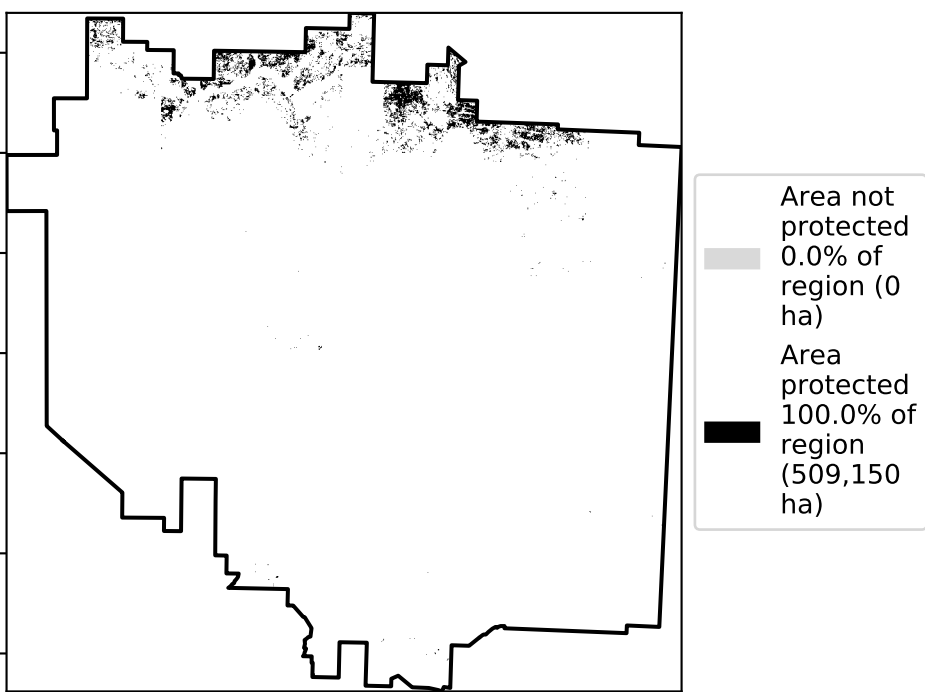 Area not
protected
0.0% of
region (0
ha)
Area
protected
100.0% of
region
(509,150
ha)